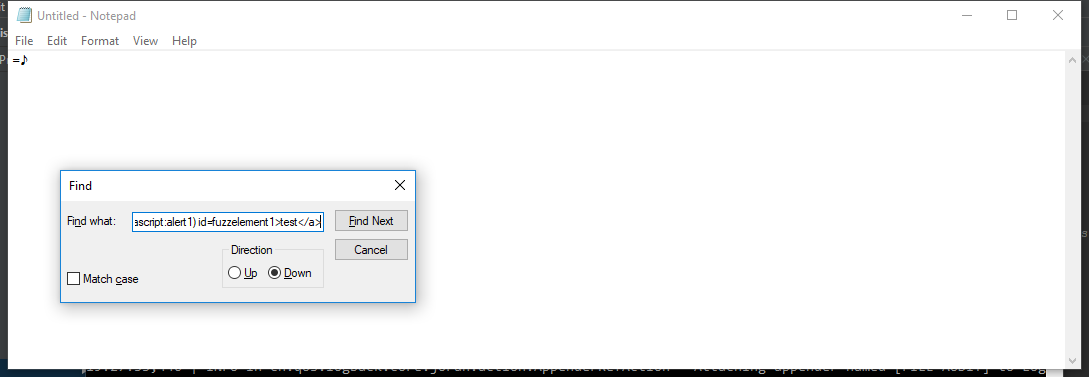 Untitled - Notepad
File Edit Format View Help
=♪
Find
Find what: ascript:alert1) id=fuzzelement1>test</a> Find Next
Cancel
Direction
Up Down
Match case